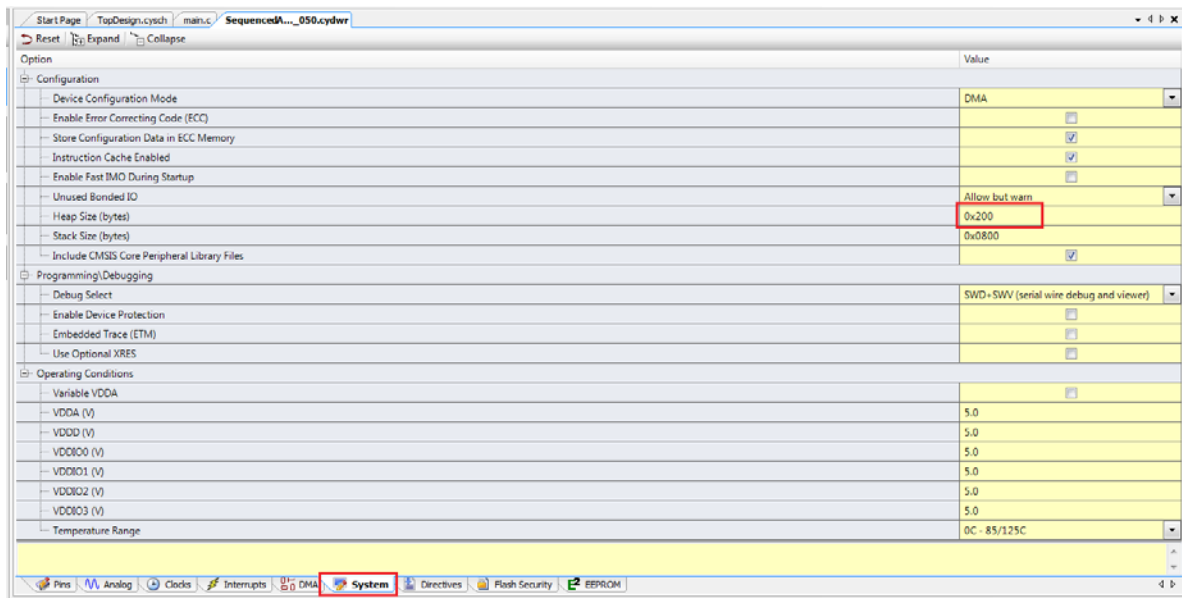 Start Page TopDesign.cysch main.c SequencedA..._050.cydwr
Reset Expand Collapse
Option Value
Configuration
Device Configuration Mode DMA
Enable Error Correcting Code (ECC)
Store Configuration Data in ECC Memory
Instruction Cache Enabled
Enable Fast IMO During Startup
Unused Bonded IO Allow but warn
Heap Size (bytes) 0x200
Stack Size (bytes) 0x0800
Include CMSIS Core Peripheral Library Files
Programming\Debugging
Debug Select SWD+SWV (serial wire debug and viewer)
Enable Device Protection
Embedded Trace (ETM)
Use Optional XRES
Operating Conditions
Variable VDDA
VDDA (V) 5.0
VDDD (V) 5.0
VDDIO0 (V) 5.0
VDDIO1 (V) 5.0
VDDIO2 (V) 5.0
VDDIO3 (V) 5.0
Temperature Range 0C - 85/125C
Pins Analog Clocks Interrupts DMA System Directives Flash Security EEPROM